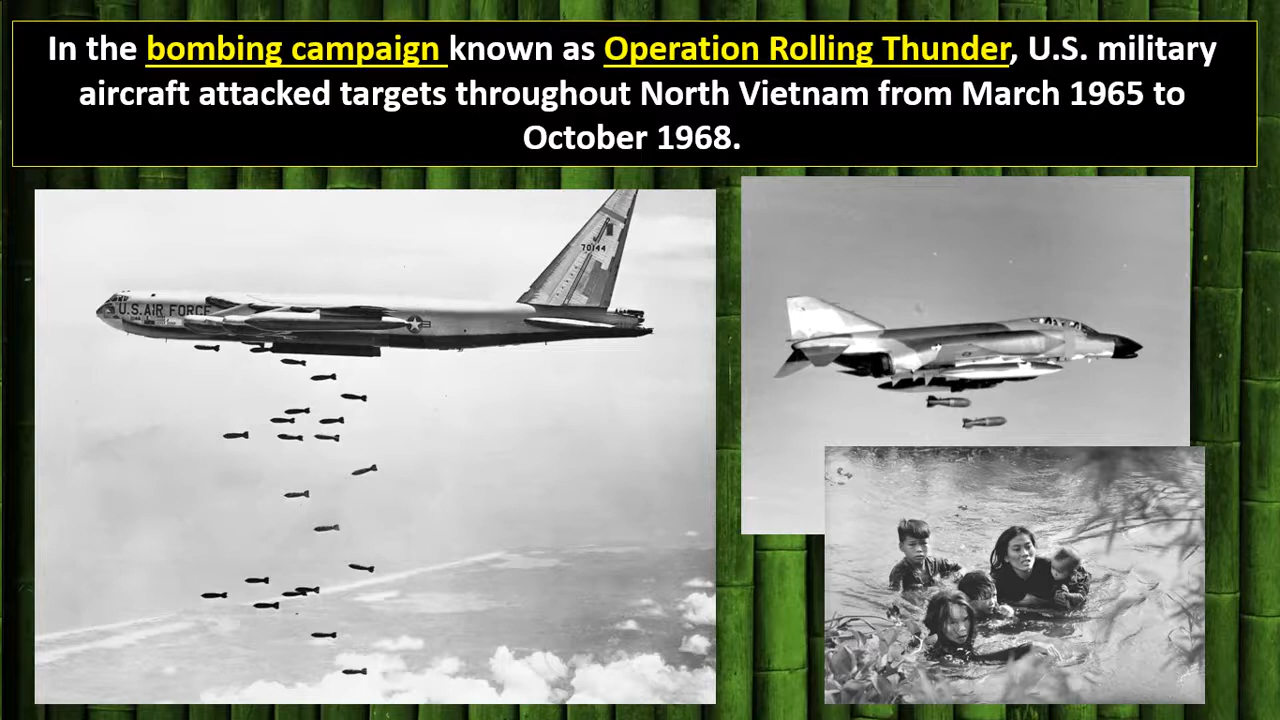 In the bombing campaign known as Operation Rolling Thunder, U.S. military
aircraft attacked targets throughout North Vietnam from March 1965 to
October 1968.
U.S. AIR FORCE
70144